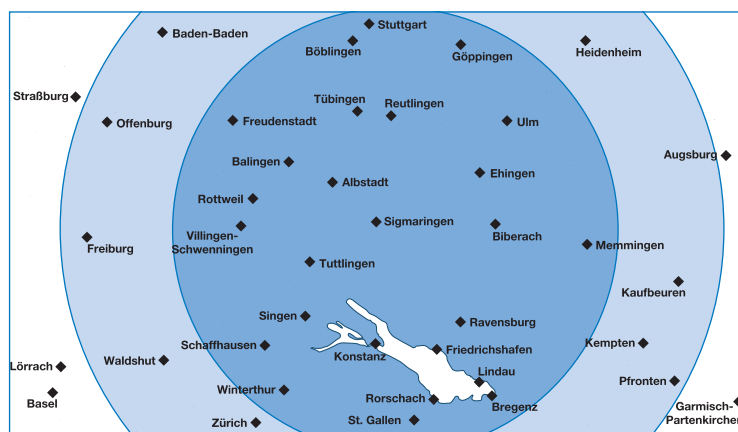 Stuttgart
Baden-Baden
Böblingen
Göppingen
Heidenheim
Straßburg
Tübingen
Reutlingen
Offenburg
Freudenstadt
Ulm
Augsburg
Balingen
Ehingen
Albstadt
Rottweil
Sigmaringen
Biberach
Villingen-
Schwenningen
Freiburg
Memmingen
Tuttlingen
Kaufbeuren
Singen
Ravensburg
Schaffhausen
Konstanz
Friedrichshafen
Kempten
Waldshut
Lörrach
Lindau
Pfronten
Winterthur
Basel
Rorschach
Bregenz
Garmisch-
Partenkirchen
Zürich
St. Gallen